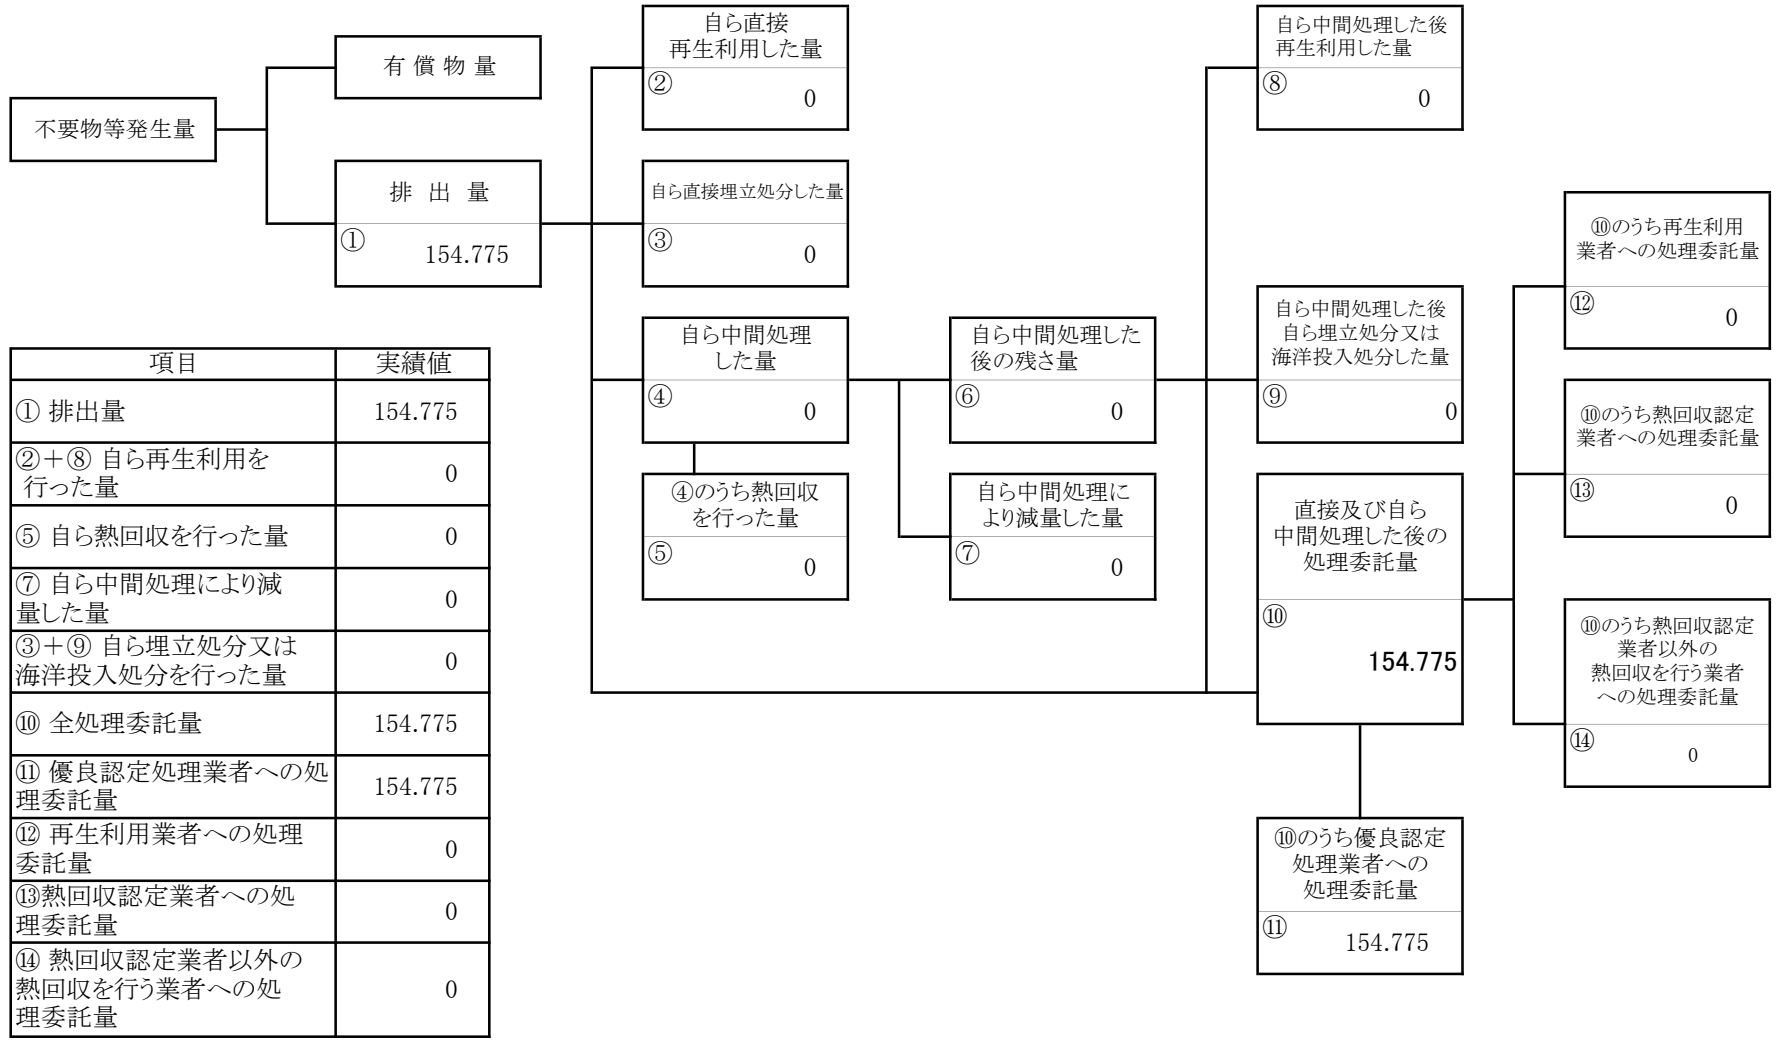 不要物等発生量
有 償 物 量
排 出 量
①
154.775
自ら直接
再生利用した量
②
0
自ら直接埋立処分した量
③
0
自ら中間処理
した量
④
0
④のうち熱回収
を行った量
⑤
0
自ら中間処理した
後の残さ量
⑥
0
自ら中間処理に
より減量した量
⑦
0
自ら中間処理した後
再生利用した量
⑧
0
自ら中間処理した後
自ら埋立処分又は
海洋投入処分した量
⑨
0
直接及び自ら
中間処理した後の
処理委託量
⑩
154.775
⑩のうち優良認定
処理業者への
処理委託量
⑪
154.775
⑩のうち再生利用
業者への処理委託量
⑫
0
⑩のうち熱回収認定
業者への処理委託量
⑬
0
⑩のうち熱回収認定
業者以外の
熱回収を行う業者
への処理委託量
⑭
0
項目 実績値
① 排出量 154.775
②+⑧ 自ら再生利用を
行った量
0
⑤ 自ら熱回収を行った量 0
⑦ 自ら中間処理により減
量した量
0
③+⑨ 自ら埋立処分又は
海洋投入処分を行った量
0
⑩ 全処理委託量 154.775
⑪ 優良認定処理業者への処
理委託量
154.775
⑫ 再生利用業者への処理
委託量
0
⑬熱回収認定業者への処
理委託量
0
⑭ 熱回収認定業者以外の
熱回収を行う業者への処
理委託量
0